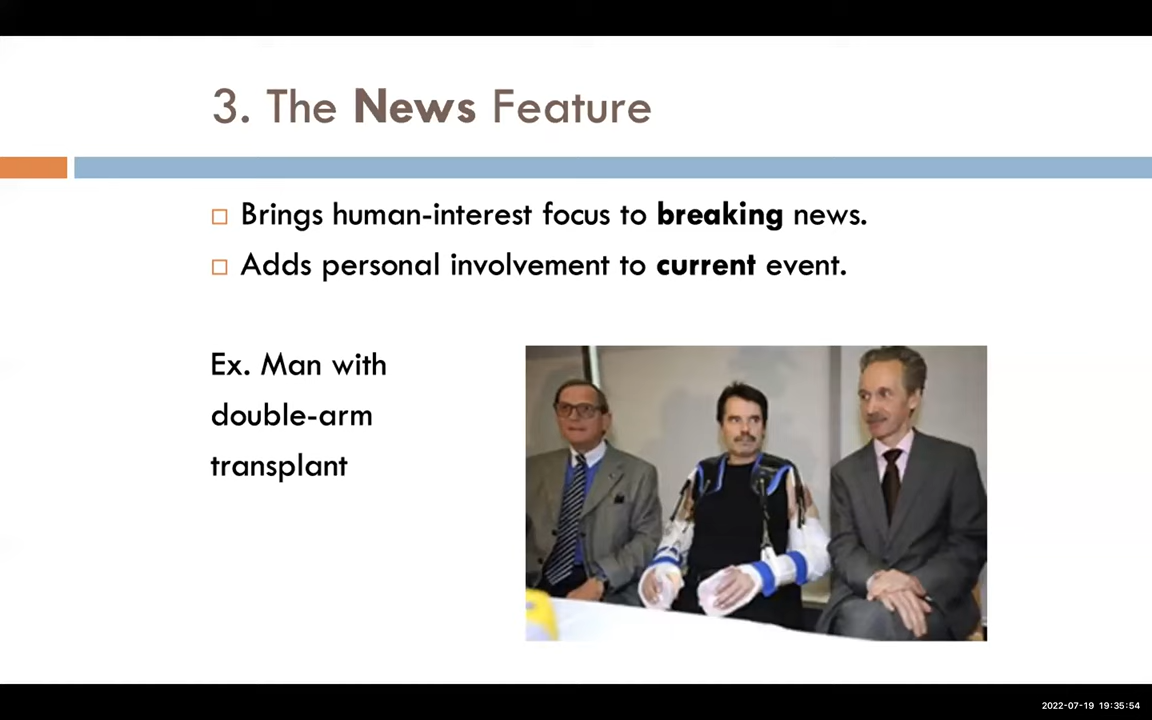 3. The News Feature
Brings human-interest focus to breaking news.
Adds personal involvement to current event.
Ex. Man with
double-arm
transplant
2022-07-19 19:35:54